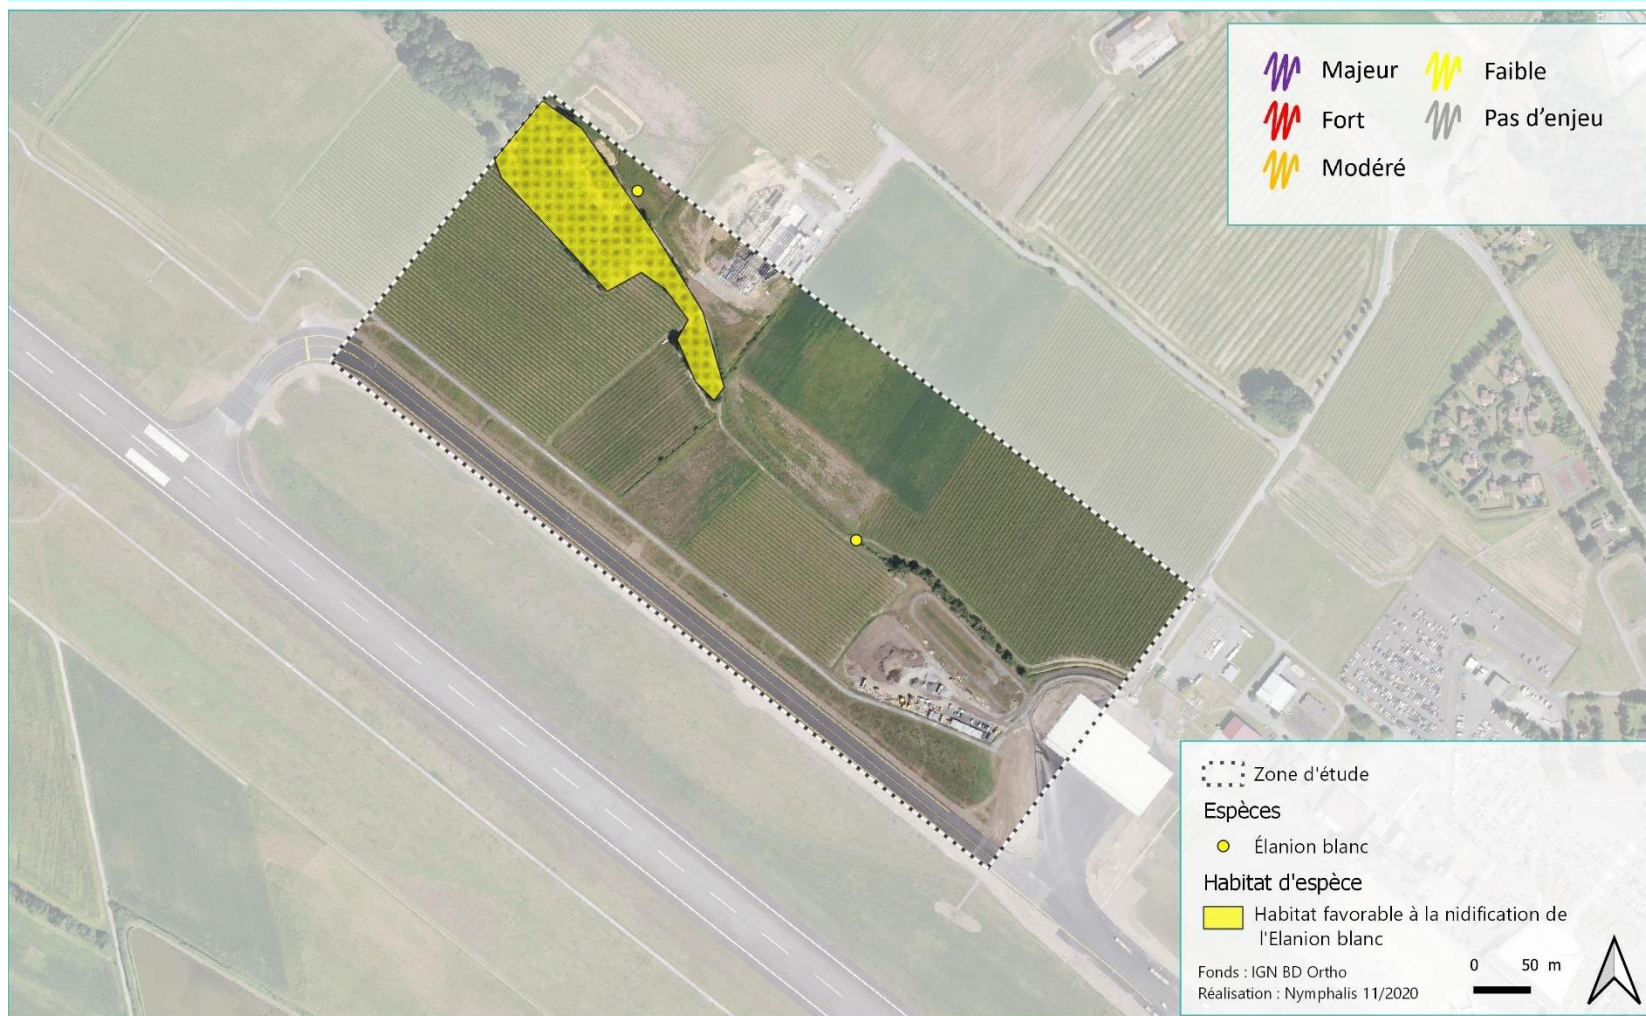 Majeur
Faible
Fort
Pas d'enjeu
Modéré
Zone d'étude
Espèces
Élanion blanc
Habitat d'espèce
Habitat favorable à la nidification de
l'Elanion blanc
Fonds : IGN BD Ortho
Réalisation : Nymphalis 11/2020
0 50 m